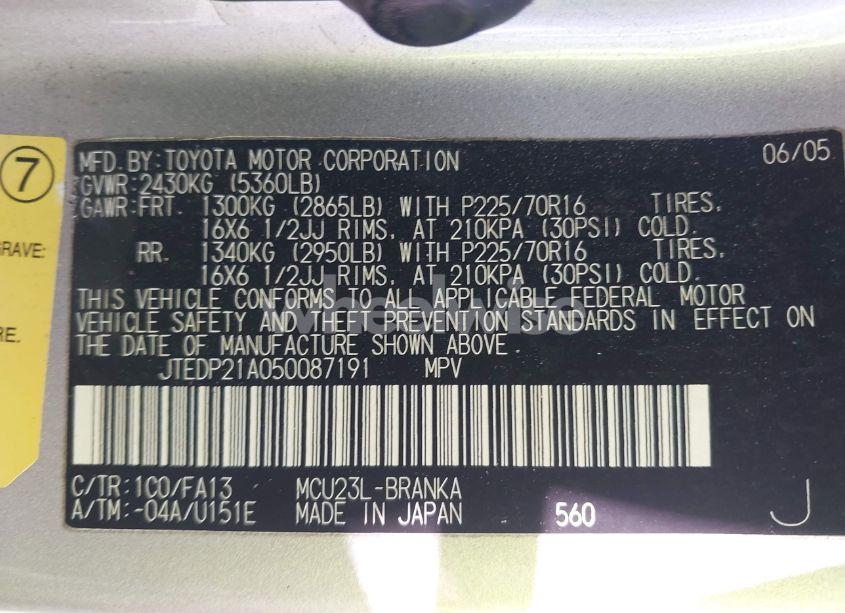 7
MFD. BY: TOYOTA MOTOR CORPORATION 06/05
GVWR: 2430KG (5360LB)
GAWR: FRT. 1300KG (2865LB) WITH P225/70R16 TIRES,
16X6 1/2JJ RIMS, AT 210KPA (30PSI) COLD.
RR. 1340KG (2950LB) WITH P225/70R16 TIRES,
16X6 1/2JJ RIMS, AT 210KPA (30PSI) COLD.
THIS VEHICLE CONFORMS TO ALL APPLICABLE FEDERAL MOTOR
VEHICLE SAFETY AND THEFT PREVENTION STANDARDS IN EFFECT ON
THE DATE OF MANUFACTURE SHOWN ABOVE.
JTEDP21A050087191 MPV
C/TR: 1C0/FA13 MCU23L-BRANKA
A/TM: -04A/U151E MADE IN JAPAN 560 J
GRAVE:
RE.